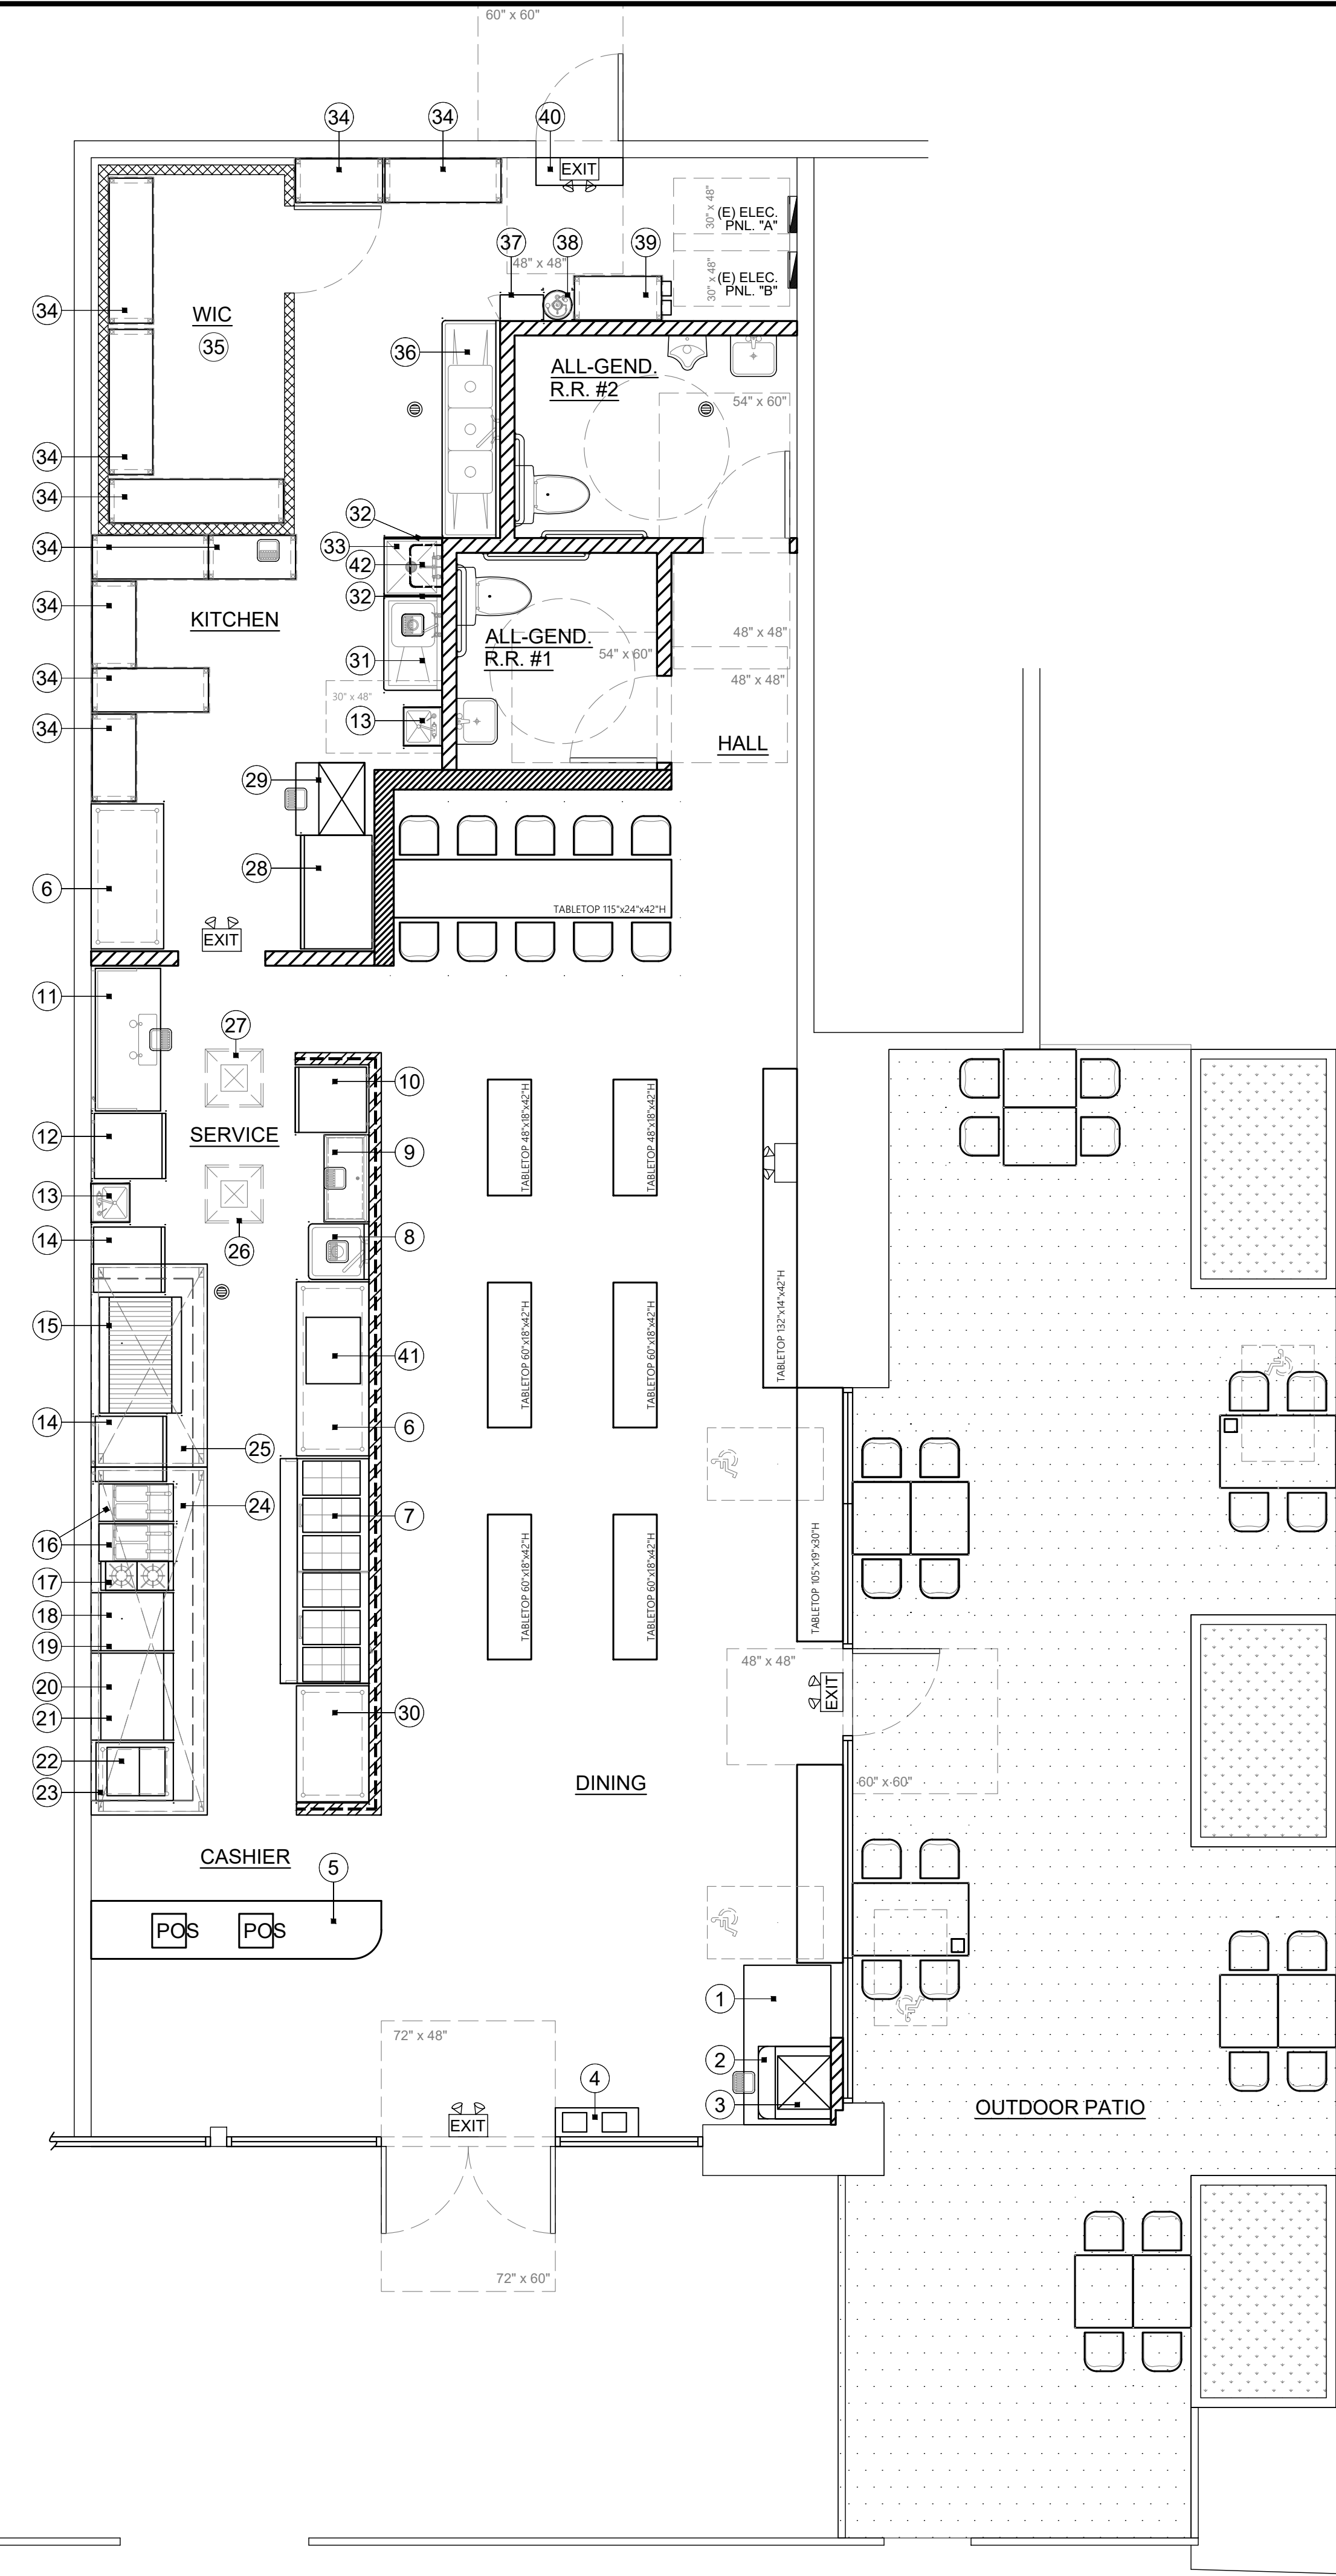 60" x 60"
34
34
40
EXIT
30" x 48"
(E) ELEC.
PNL. "A"
37
38
39
48" x 48"
30" x 48"
(E) ELEC.
PNL. "B"
34
WIC
35
36
ALL-GEND.
R.R. #2
54" x 60"
34
34
32
34
33
42
34
32
KITCHEN
ALL-GEND.
R.R. #1
54" x 60"
48" x 48"
31
34
48" x 48"
30" x 48"
13
34
HALL
29
28
6
TABLETOP 115"x24"x42"H
EXIT
11
27
10
TABLETOP 48"x18"x42"H
TABLETOP 48"x18"x42"H
12
SERVICE
9
13
14
26
8
TABLETOP 132"x14"x42"H
15
41
TABLETOP 60"x18"x42"H
TABLETOP 60"x18"x42"H
14
6
25
24
7
16
TABLETOP 105"x19"x30"H
17
TABLETOP 60"x18"x42"H
TABLETOP 60"x18"x42"H
18
19
48" x 48"
20
EXIT
21
30
22
60" x 60"
23
DINING
CASHIER
5
POS
POS
1
72" x 48"
2
4
3
EXIT
OUTDOOR PATIO
72" x 60"